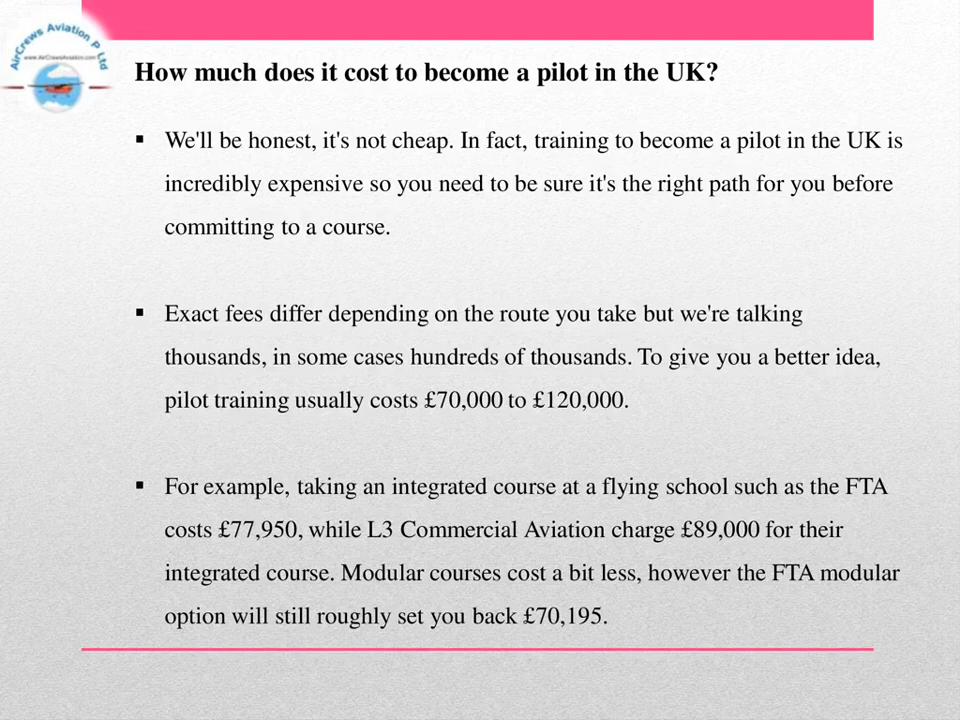 AirCrews Aviation P Ltd
www.AirCrewsAviation.com
How much does it cost to become a pilot in the UK?
▪ We'll be honest, it's not cheap. In fact, training to become a pilot in the UK is
incredibly expensive so you need to be sure it's the right path for you before
committing to a course.
▪ Exact fees differ depending on the route you take but we're talking
thousands, in some cases hundreds of thousands. To give you a better idea,
pilot training usually costs £70,000 to £120,000.
▪ For example, taking an integrated course at a flying school such as the FTA
costs £77,950, while L3 Commercial Aviation charge £89,000 for their
integrated course. Modular courses cost a bit less, however the FTA modular
option will still roughly set you back £70,195.